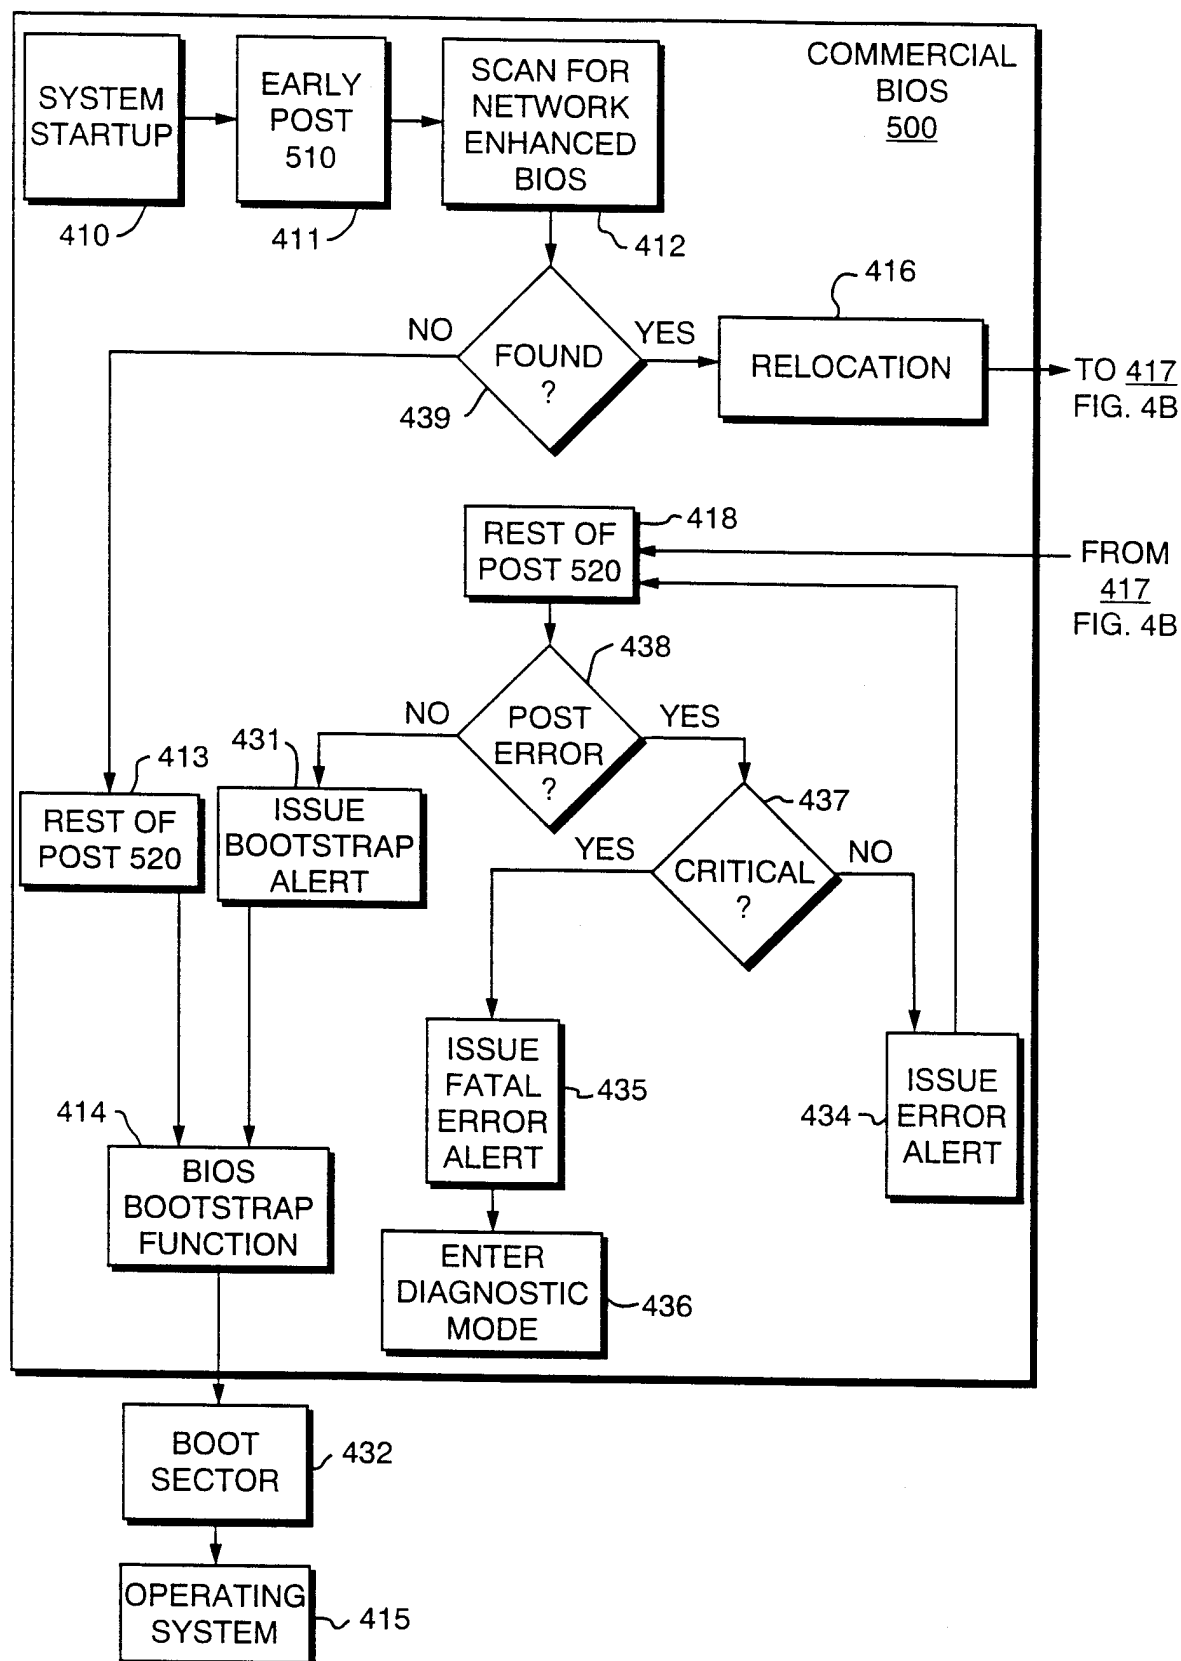 COMMERCIAL
BIOS
500
SYSTEM
STARTUP
410
EARLY
POST
510
411
SCAN FOR
NETWORK
ENHANCED
BIOS
412
FOUND
?
439
NO
YES
416
RELOCATION
TO 417
FIG. 4B
REST OF
POST 520
418
FROM
417
FIG. 4B
POST
ERROR
?
438
NO
YES
413
REST OF
POST 520
431
ISSUE
BOOTSTRAP
ALERT
437
CRITICAL
?
YES
NO
ISSUE
FATAL
ERROR
ALERT
435
434
ISSUE
ERROR
ALERT
414
BIOS
BOOTSTRAP
FUNCTION
ENTER
DIAGNOSTIC
MODE
436
BOOT
SECTOR
432
OPERATING
SYSTEM
415